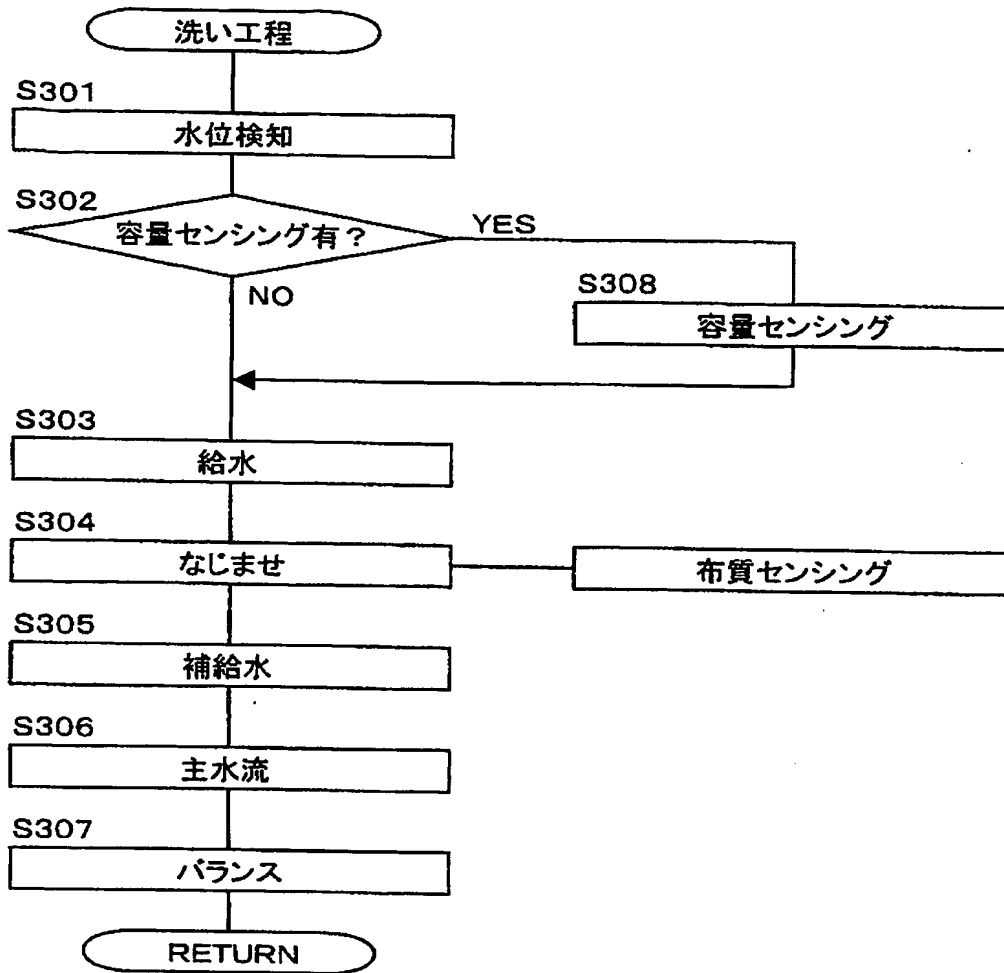 洗い工程
S301
水位検知
S302
容量センシング有？
YES
NO
S308
容量センシング
S303
給水
S304
なじませ
布質センシング
S305
補給水
S306
主水流
S307
バランス
RETURN